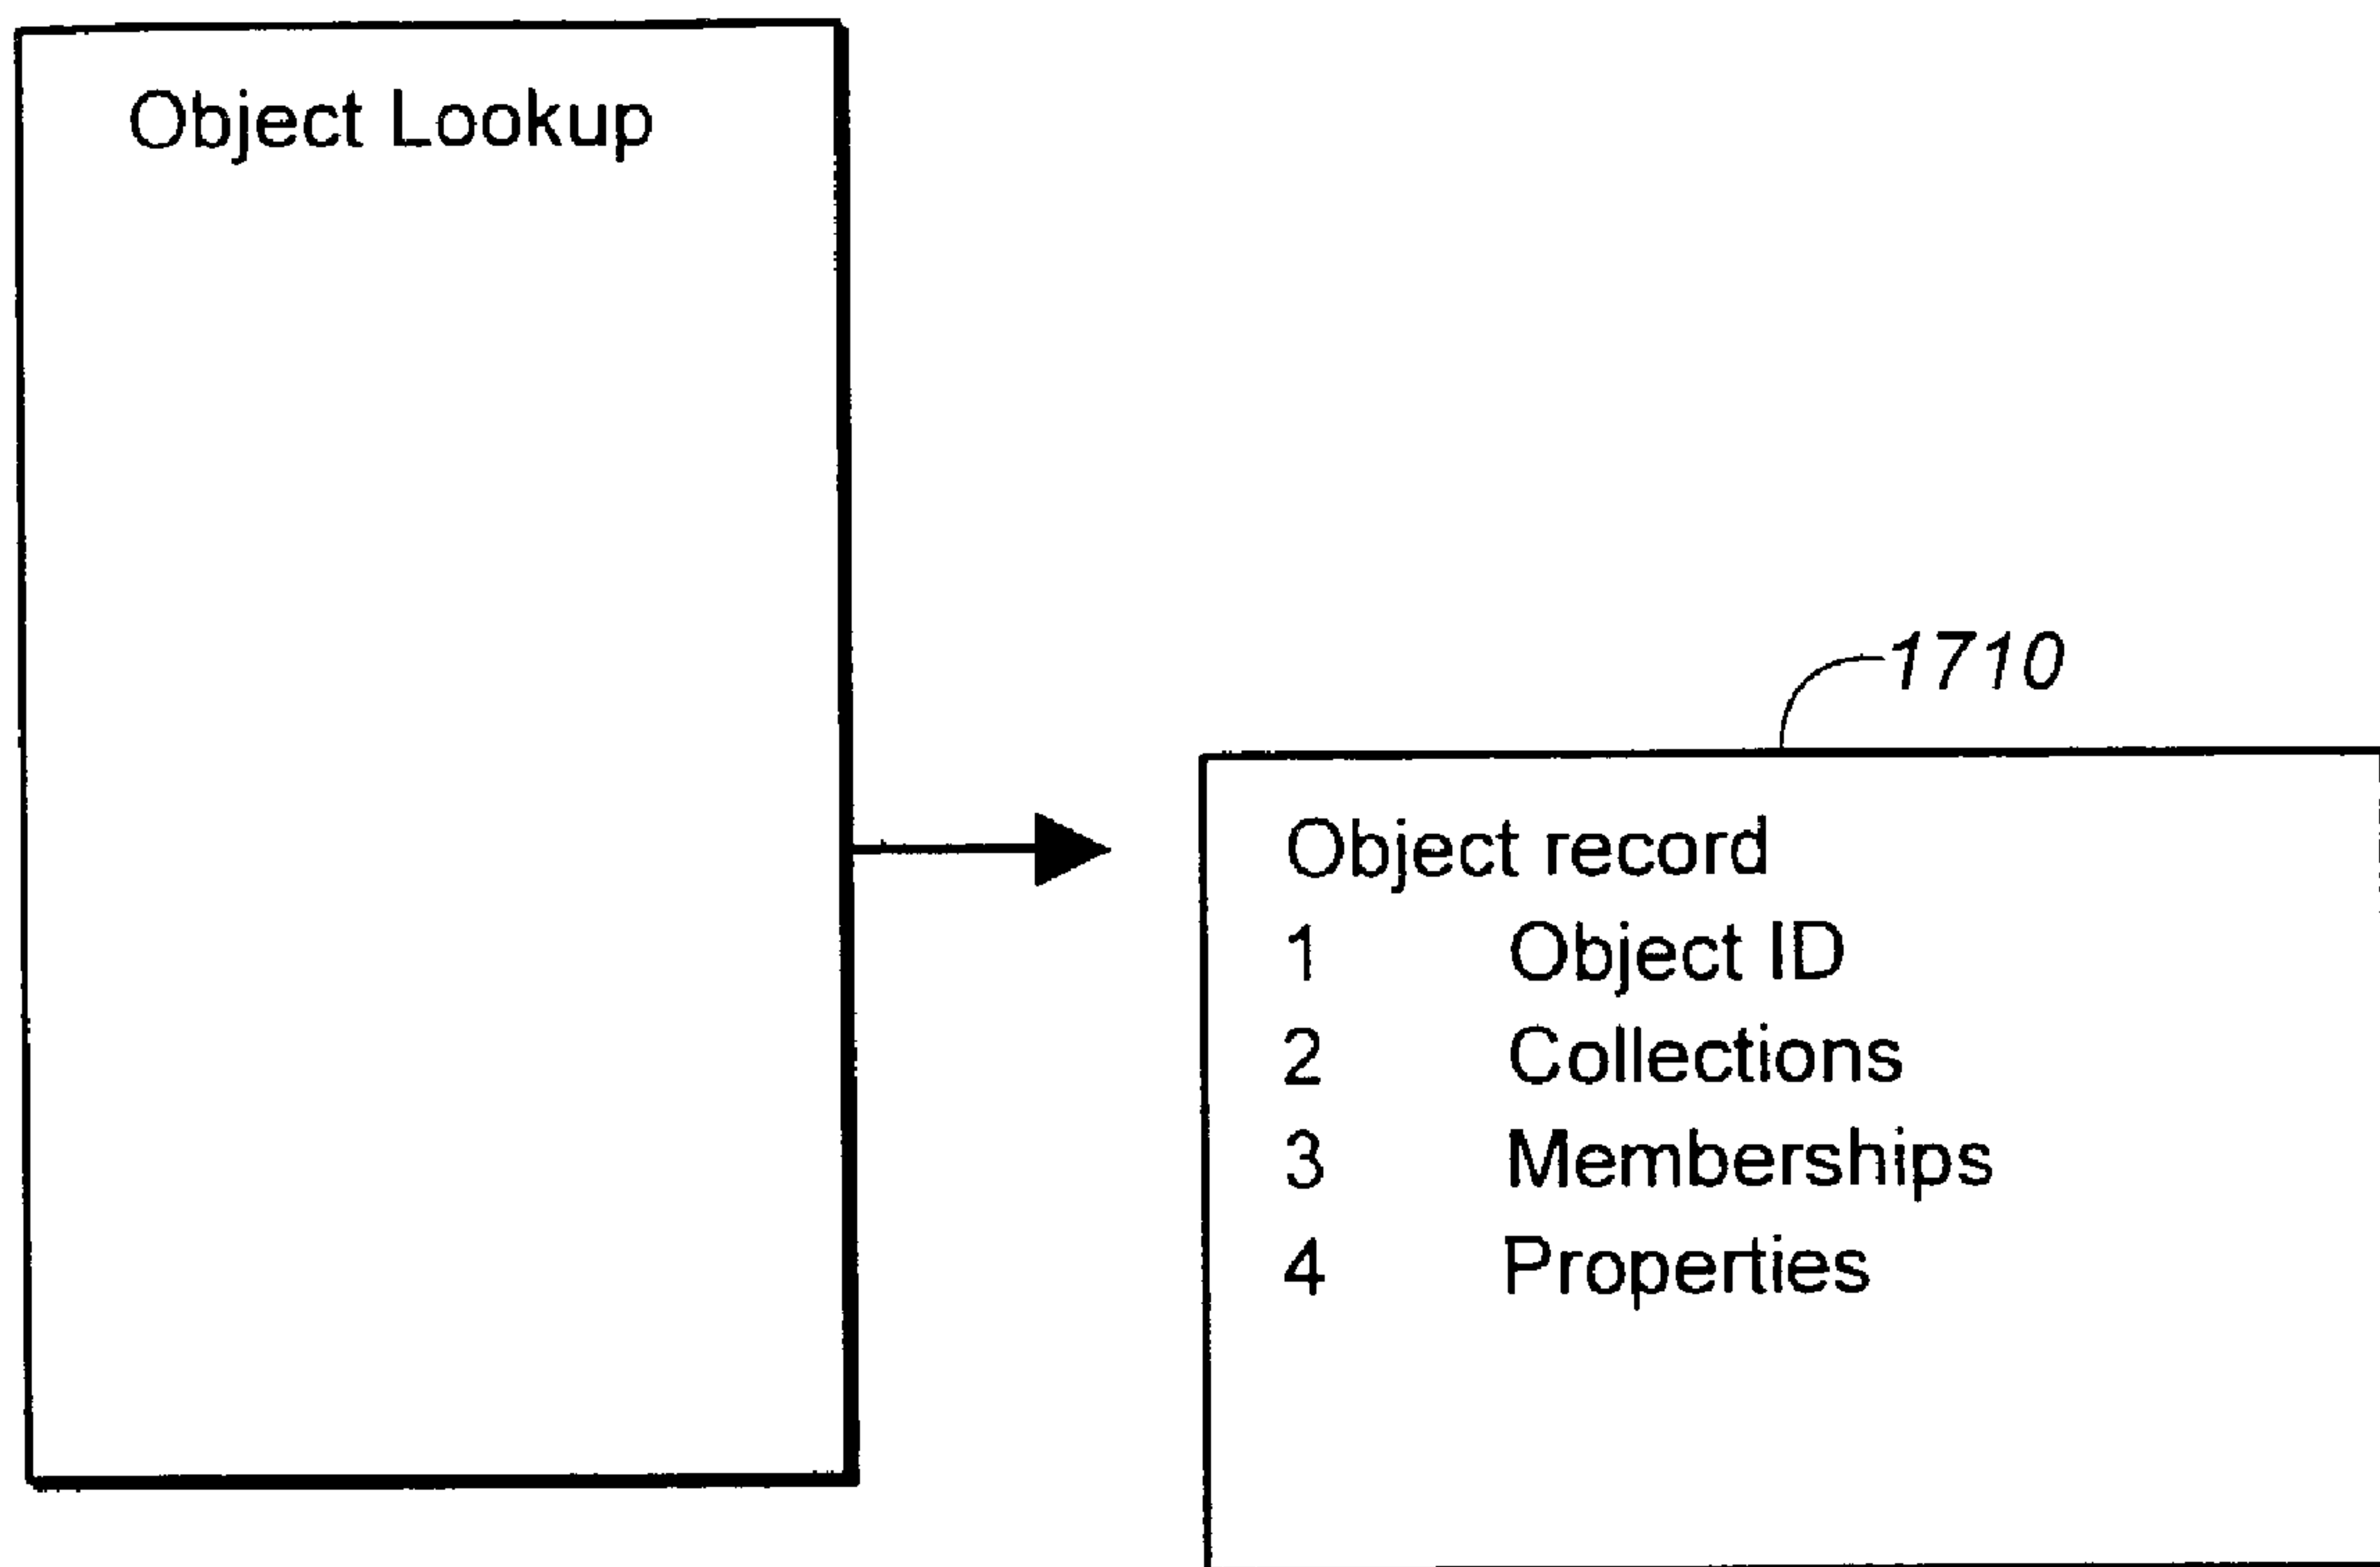 Object Lookup
1710
Object record
1 Object ID
2 Collections
3 Memberships
4 Properties